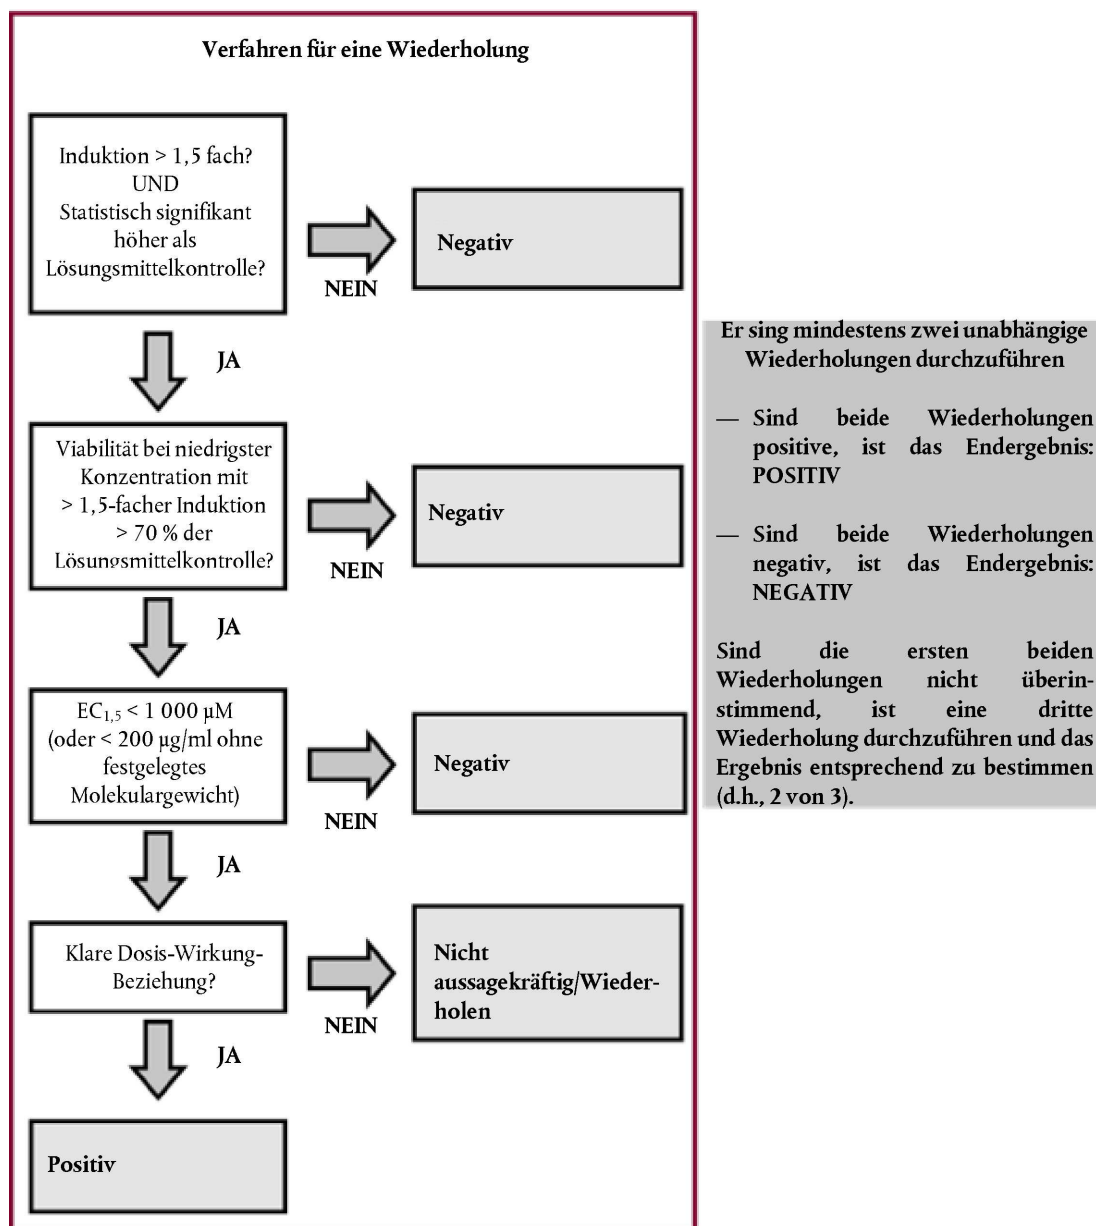 Verfahren für eine Wiederholung
Induktion > 1,5 fach?
UND
Statistisch signifikant
höher als
Lösungsmittelkontrolle?
NEIN
Negativ
JA
Viabilität bei niedrigster
Konzentration mit
> 1,5-facher Induktion
> 70 % der
Lösungsmittelkontrolle?
NEIN
Negativ
JA
EC1,5 < 1 000 µM
(oder < 200 µg/ml ohne
festgelegtes
Molekulargewicht)
NEIN
Negativ
JA
Klare Dosis-Wirkung-
Beziehung?
NEIN
Nicht
aussagekräftig/Wieder-
holen
JA
Positiv
Er sing mindestens zwei unabhängige
Wiederholungen durchzuführen
— Sind beide Wiederholungen
positive, ist das Endergebnis:
POSITIV
— Sind beide Wiederholungen
negativ, ist das Endergebnis:
NEGATIV
Sind die ersten beiden
Wiederholungen nicht überin-
stimmend, ist eine dritte
Wiederholung durchzuführen und das
Ergebnis entsprechend zu bestimmen
(d.h., 2 von 3).